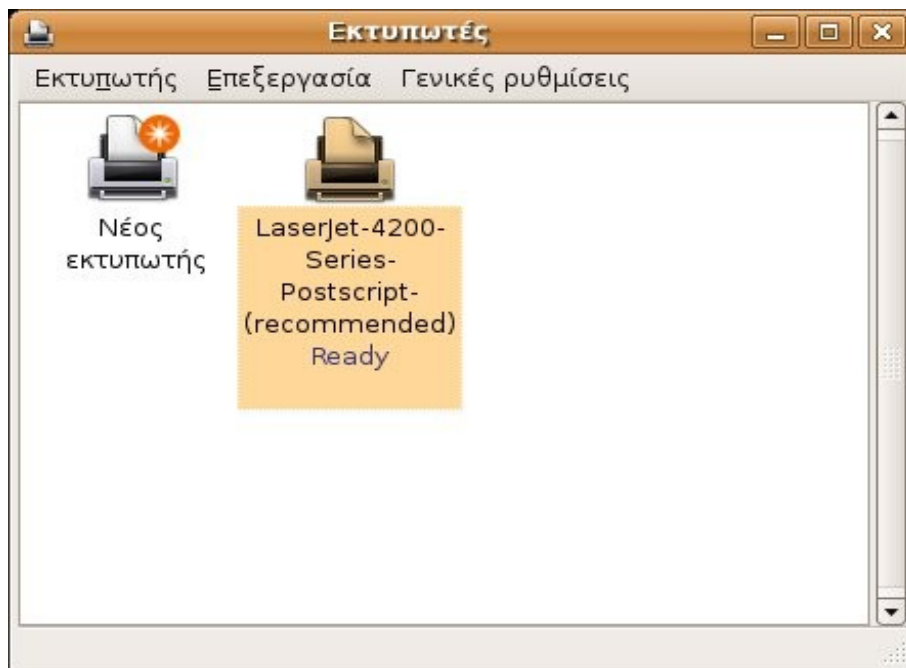 Εκτυπωτές
Εκτυπωτής Επεξεργασία Γενικές ρυθμίσεις
Νέος
εκτυπωτής
LaserJet-4200-
Series-
Postscript-
(recommended)
Ready